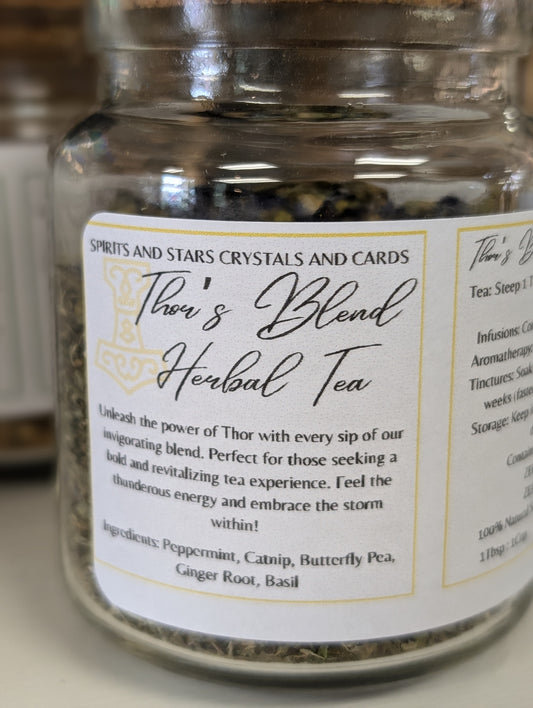 SPIRITS AND STARS CRYSTALS AND CARDS
Thor's Blend
Herbal Tea
Unleash the power of Thor with every sip of our
invigorating blend. Perfect for those seeking a
bold and revitalizing tea experience. Feel the
thunderous energy and embrace the storm
within!
Ingredients: Peppermint, Catnip, Butterfly Pea,
Ginger Root, Basil
Thor's
Tea: Steep 1
Infusions:
Aromatherapy:
Tinctures: Soak
weeks
Storage: Keep
100% Natural
1Tbsp :